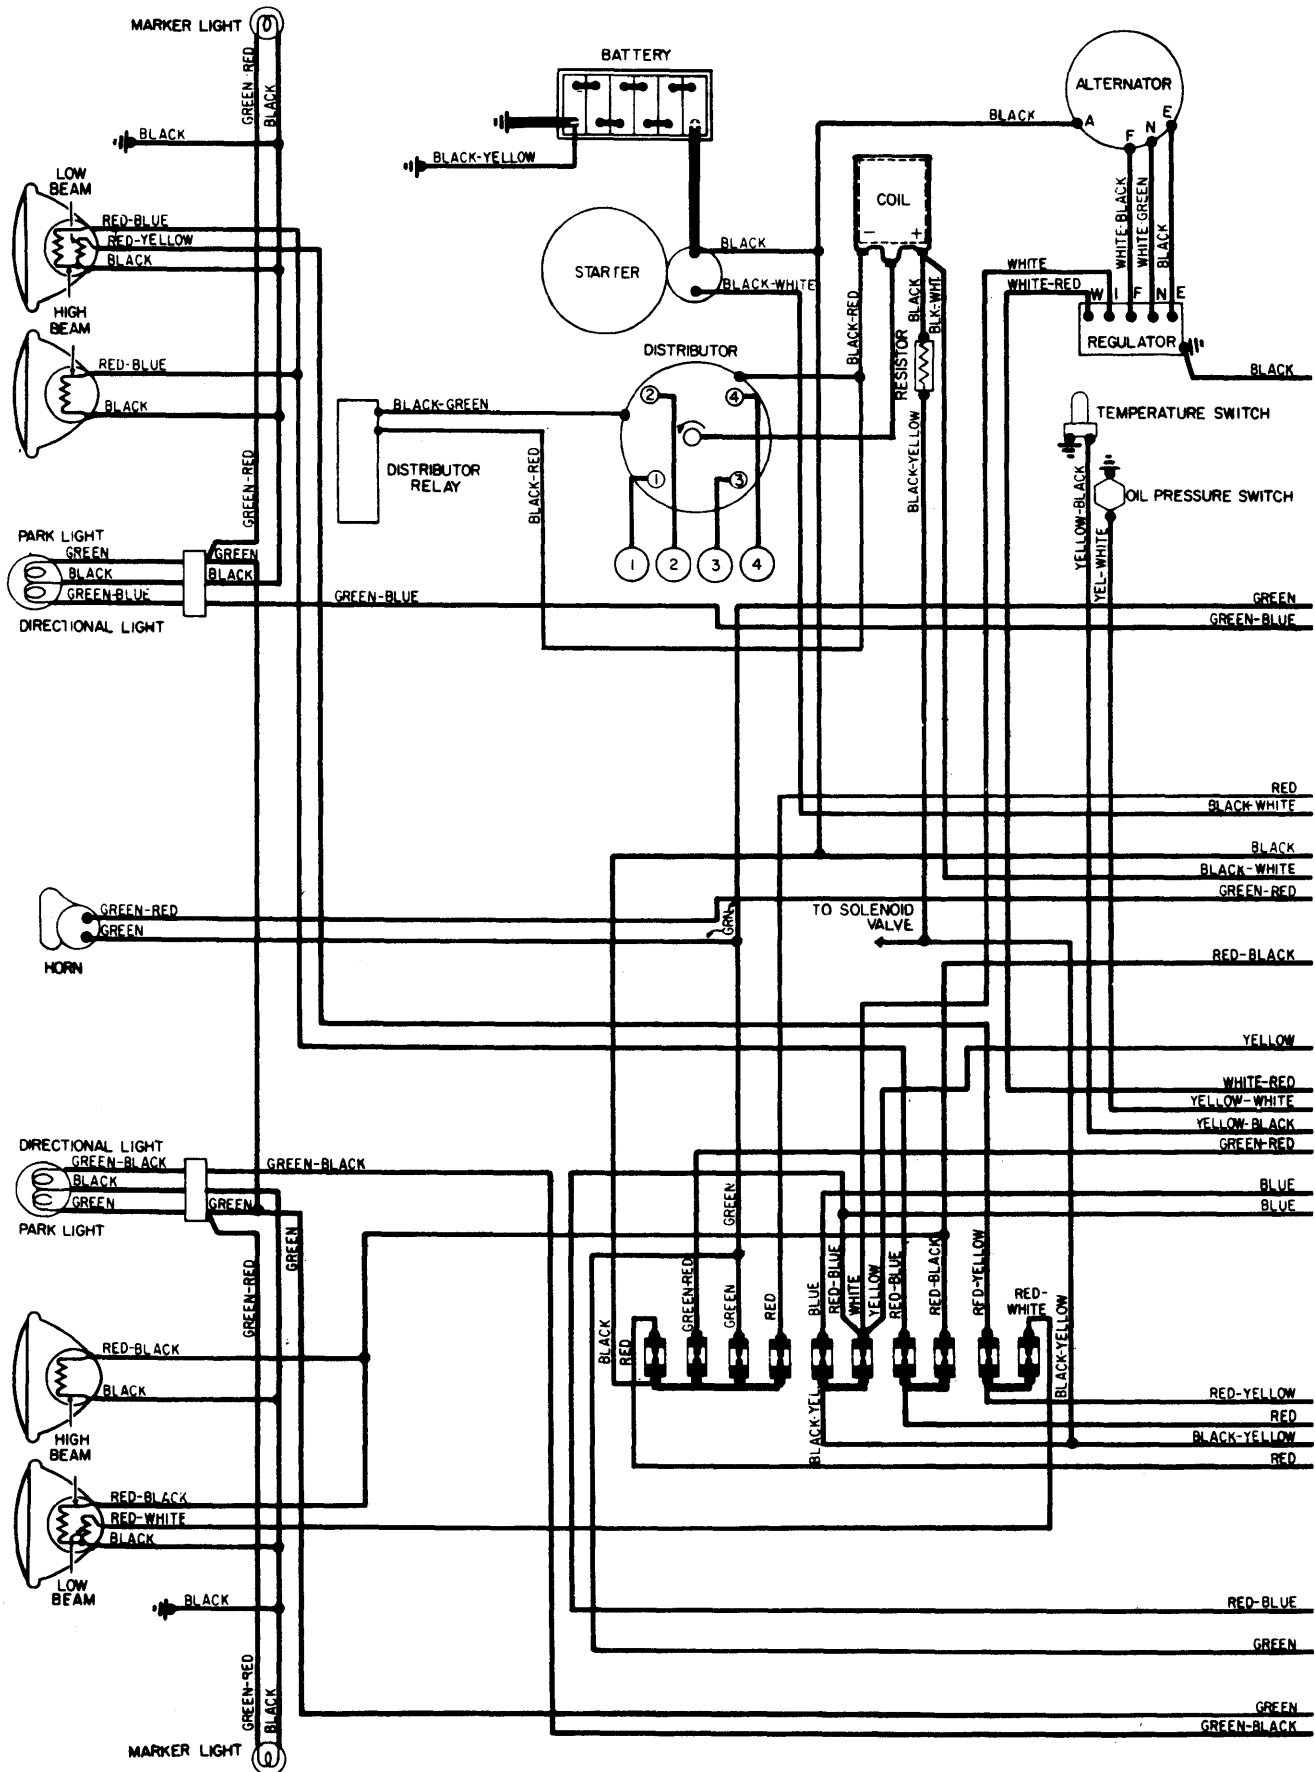 MARKER LIGHT
GREEN-RED
BLACK
BLACK
BATTERY
BLACK-YELLOW
BLACK
ALTERNATOR
A
F
N
E
LOW
BEAM
RED-BLUE
RED-YELLOW
BLACK
HIGH
BEAM
STARTER
BLACK
BLACK-WHITE
COIL
-
+
BLACK-RED
BLACK
BLK-WHT
RESISTOR
WHITE-BLACK
WHITE-GREEN
BLACK
WHITE
WHITE-RED
W
I
F
N
E
REGULATOR
BLACK
RED-BLUE
BLACK
DISTRIBUTOR
2
4
1
3
1
2
3
4
BLACK-GREEN
DISTRIBUTOR
RELAY
BLACK-RED
BLACK-YELLOW
TEMPERATURE SWITCH
OIL PRESSURE SWITCH
YELLOW-BLACK
YEL-WHITE
GREEN-RED
PARK LIGHT
GREEN
BLACK
GREEN-BLUE
GREEN
BLACK
GREEN-BLUE
DIRECTIONAL LIGHT
GREEN
GREEN-BLUE
RED
BLACK-WHITE
BLACK
BLACK-WHITE
GREEN-RED
GREEN-RED
GREEN
HORN
GRN
TO SOLENOID
VALVE
RED-BLACK
YELLOW
WHITE-RED
YELLOW-WHITE
YELLOW-BLACK
GREEN-RED
DIRECTIONAL LIGHT
GREEN-BLACK
BLACK
GREEN
GREEN-BLACK
GREEN
PARK LIGHT
GREEN-RED
GREEN
GREEN
BLUE
BLUE
BLACK
RED
GREEN-RED
GREEN
RED
BLUE
RED-BLUE
WHITE
YELLOW
RED-BLUE
RED-BLACK
RED-YELLOW
RED-
WHITE
BLACK-YELLOW
BLACK-YEL
RED-BLACK
BLACK
HIGH
BEAM
RED-YELLOW
RED
BLACK-YELLOW
RED
RED-BLACK
RED-WHITE
BLACK
LOW
BEAM
BLACK
RED-BLUE
GREEN
GREEN-RED
BLACK
GREEN
GREEN-BLACK
MARKER LIGHT